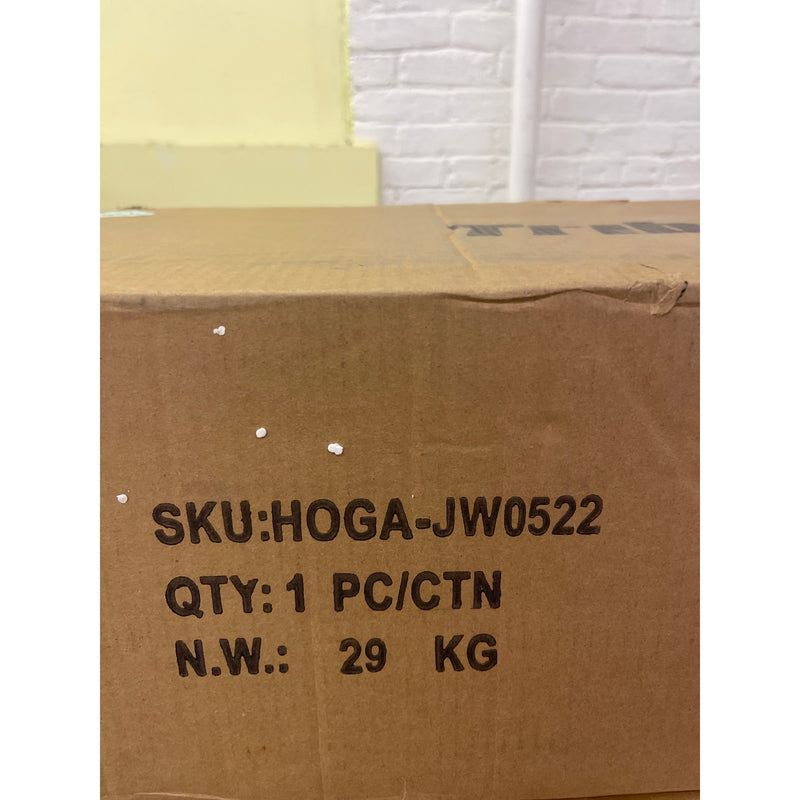 SKU:HOGA-JW0522
QTY: 1 PC/CTN
N.W.: 29 KG